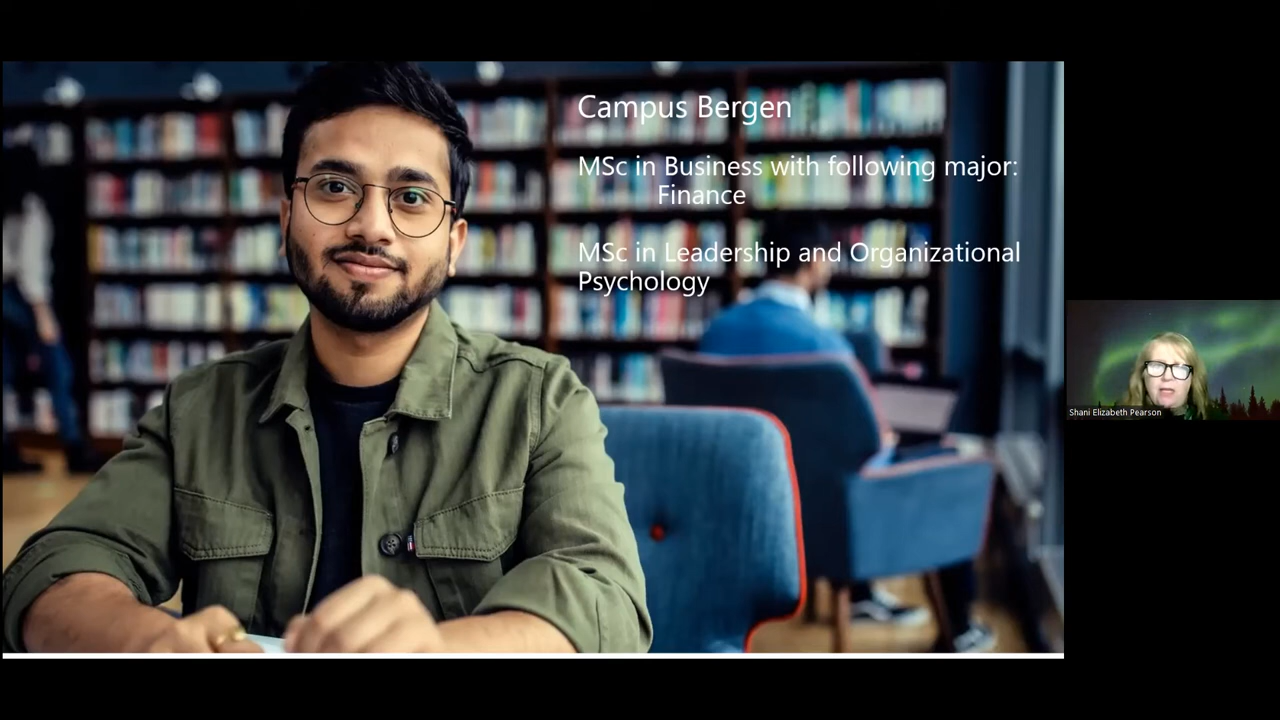 Campus Bergen
MSc in Business with following major:
Finance
MSc in Leadership and Organizational
Psychology
Shani Elizabeth Pearson